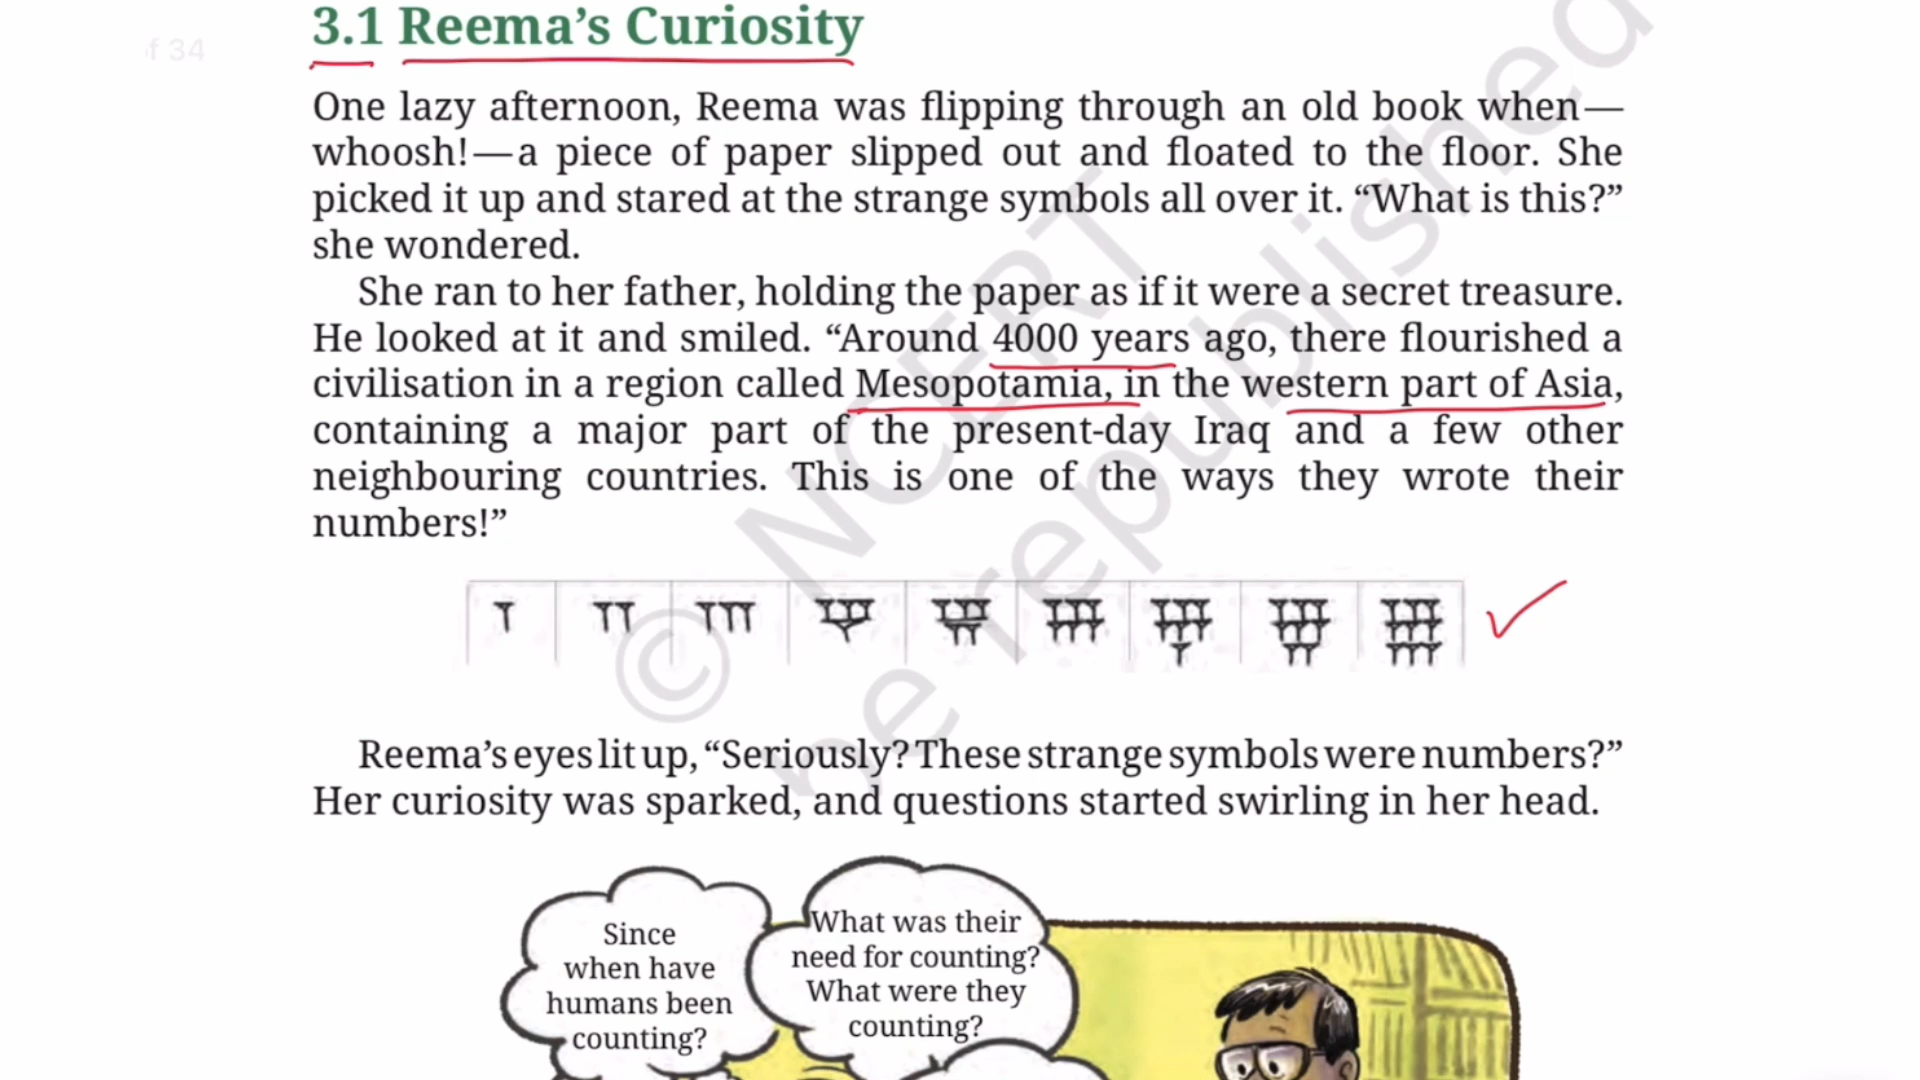 f 34
3.1 Reema’s Curiosity
One lazy afternoon, Reema was flipping through an old book when—
whoosh!—a piece of paper slipped out and floated to the floor. She
picked it up and stared at the strange symbols all over it. “What is this?”
she wondered.
She ran to her father, holding the paper as if it were a secret treasure.
He looked at it and smiled. “Around 4000 years ago, there flourished a
civilisation in a region called Mesopotamia, in the western part of Asia,
containing a major part of the present-day Iraq and a few other
neighbouring countries. This is one of the ways they wrote their
numbers!”
Reema’s eyes lit up, “Seriously? These strange symbols were numbers?”
Her curiosity was sparked, and questions started swirling in her head.
Since
when have
humans been
counting?
What was their
need for counting?
What were they
counting?
© NCERT
be republished